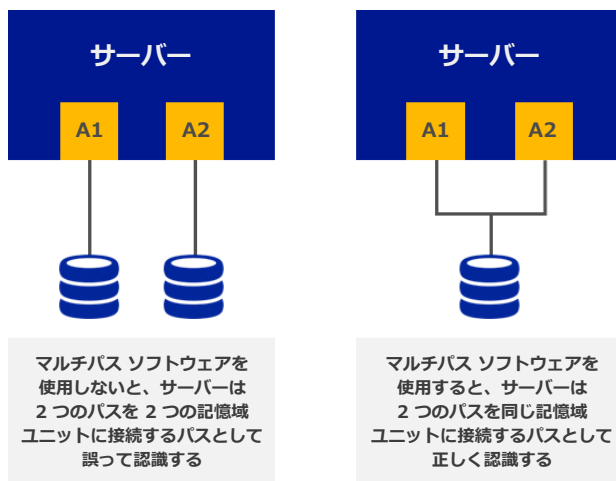 サーバー
A1
A2
マルチパス ソフトウェアを
使用しないと、サーバーは
2 つのパスを 2 つの記憶域
ユニットに接続するパスとして
誤って認識する
サーバー
A1
A2
マルチパス ソフトウェアを
使用すると、サーバーは
2 つのパスを同じ記憶域
ユニットに接続するパスとして
正しく認識する